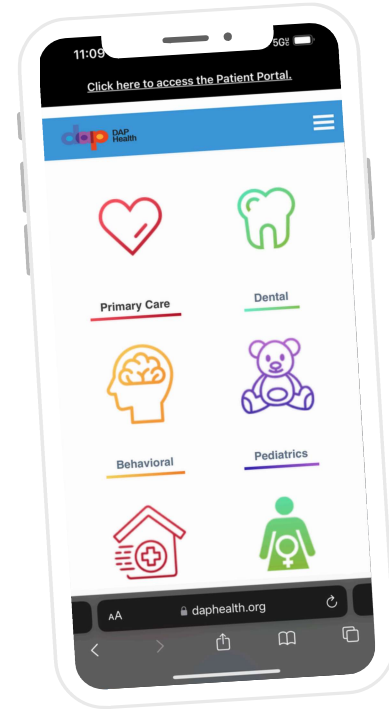 11:09
5G
Click here to access the Patient Portal.
dap
DAP
Health
Primary Care
Dental
Behavioral
Pediatrics
AA
daphealth.org